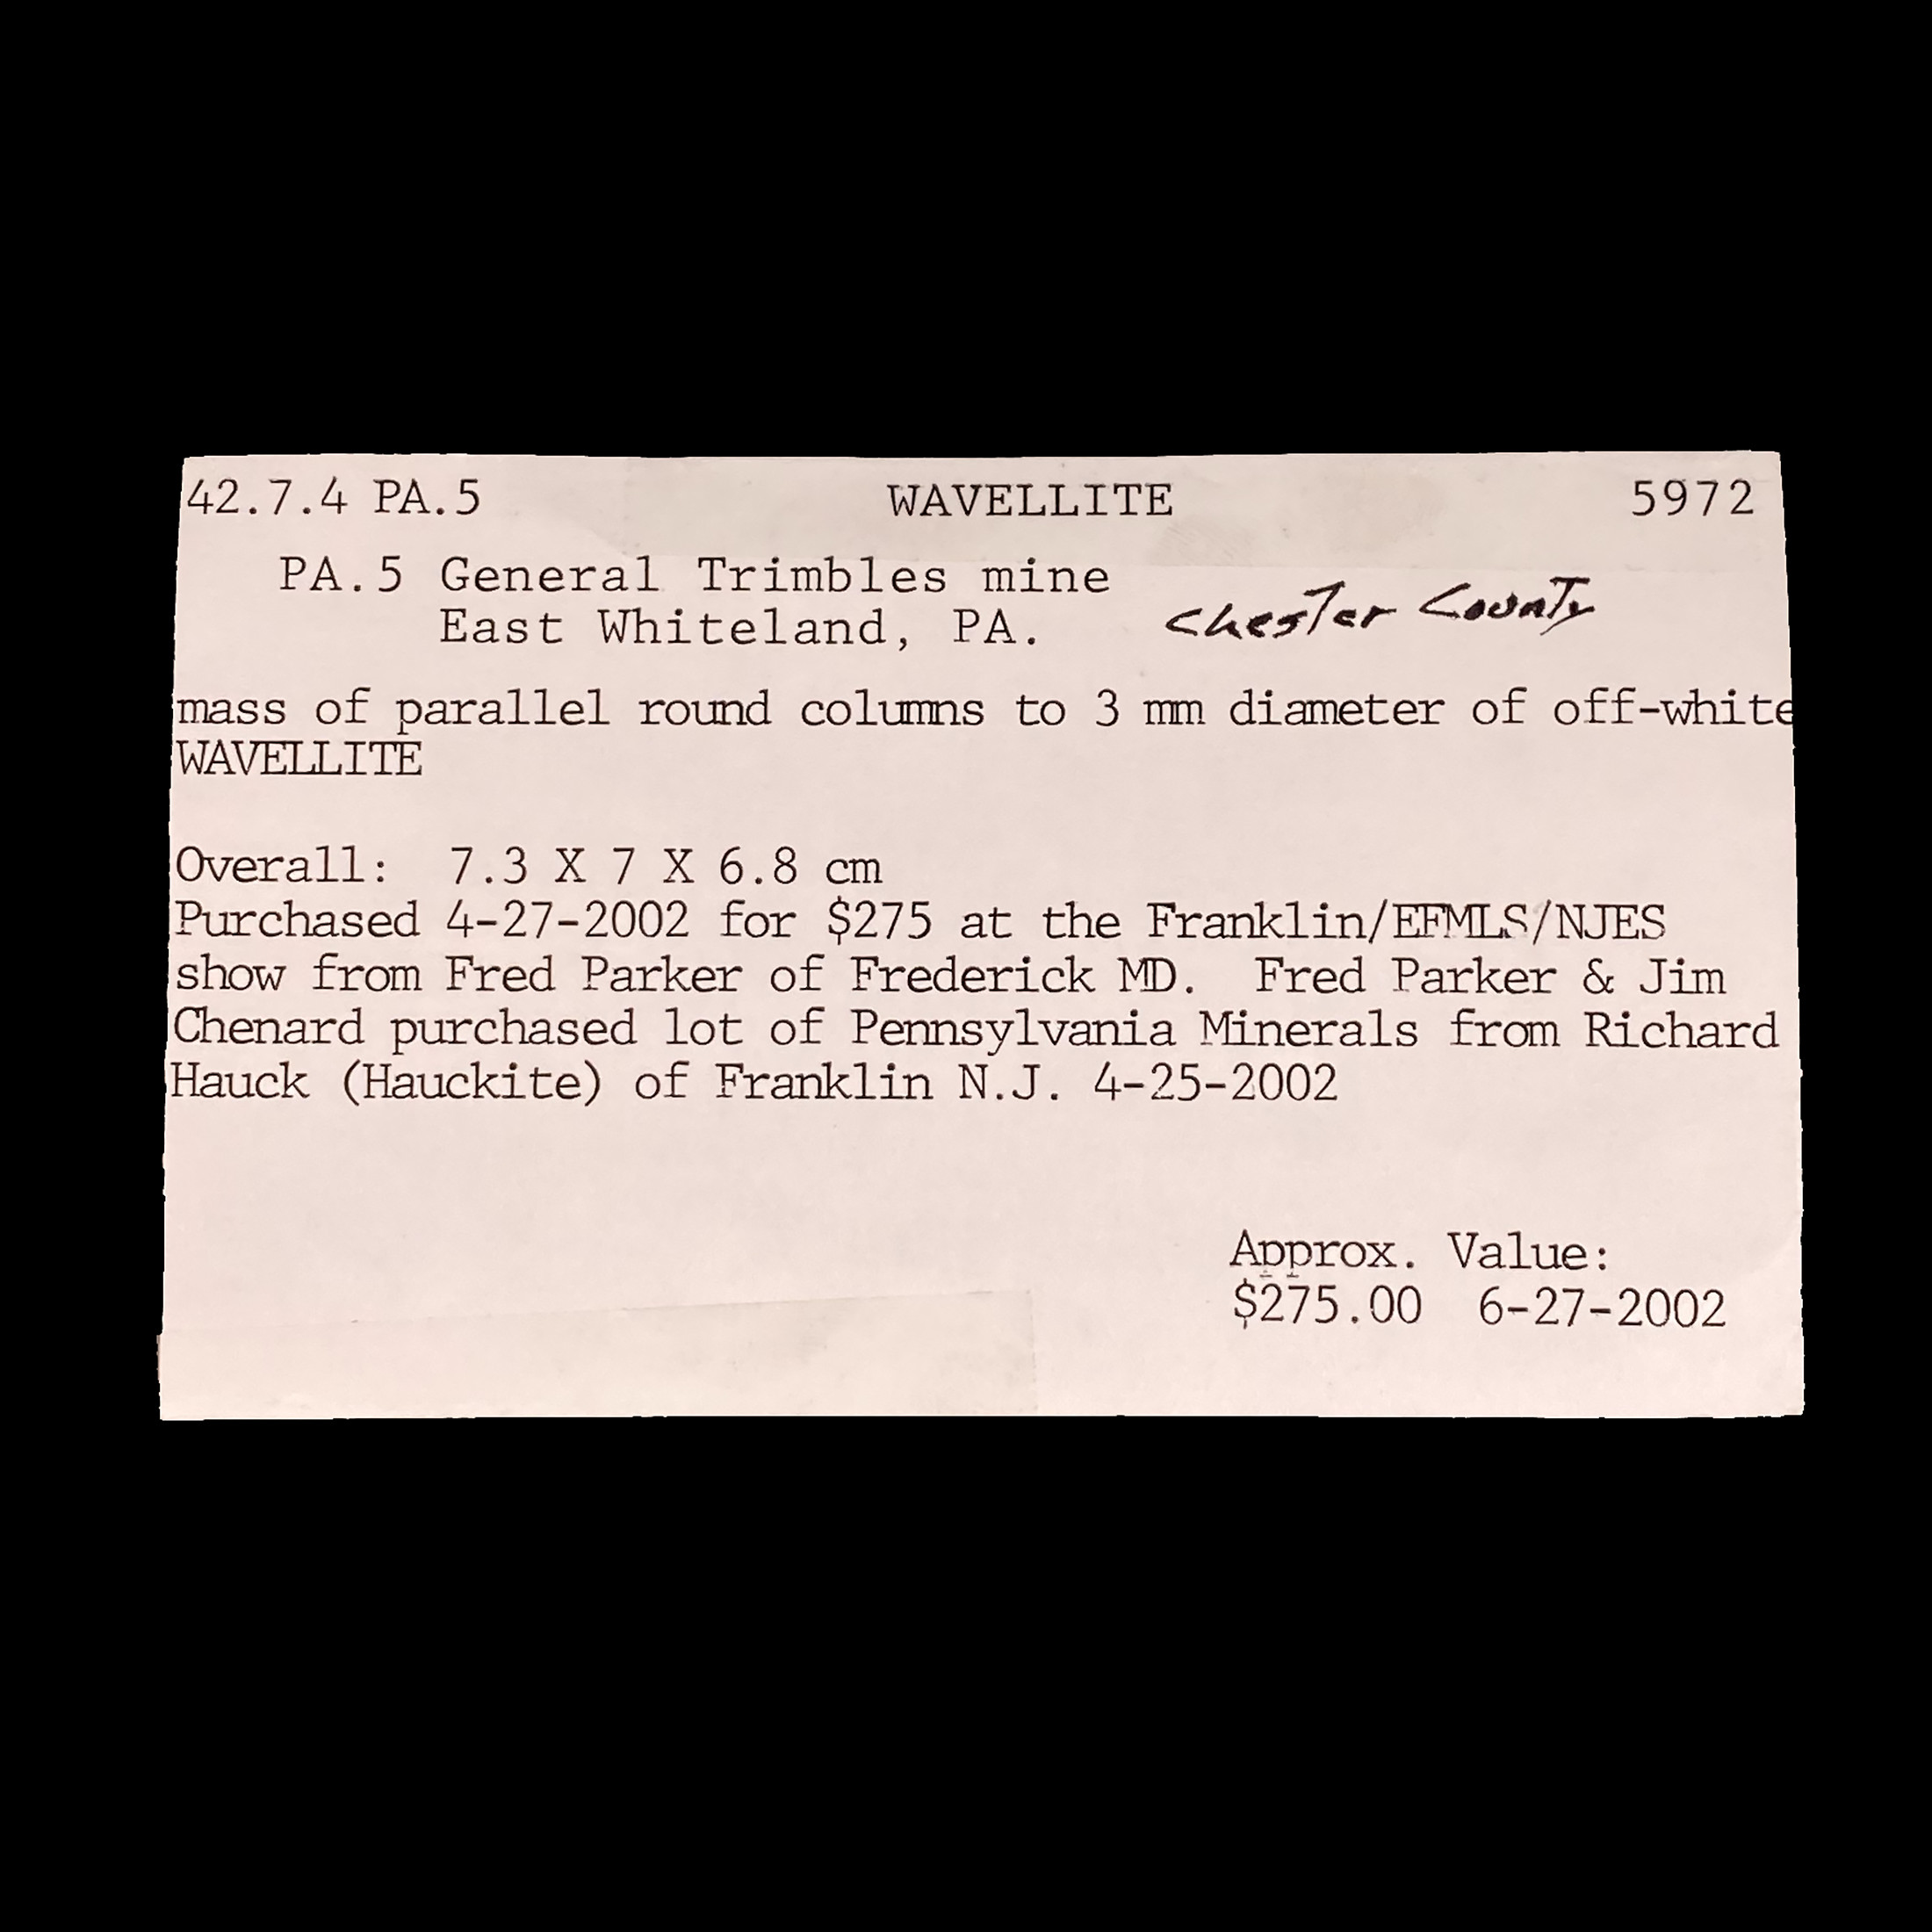 42.7.4 PA.5 WAVELLITE 5972
PA.5 General Trimbles mine
East Whiteland, PA. Chester County
mass of parallel round columns to 3 mm diameter of off-white
WAVELLITE
Overall: 7.3 X 7 X 6.8 cm
Purchased 4-27-2002 for $275 at the Franklin/EFMLS/NJES
show from Fred Parker of Frederick MD. Fred Parker & Jim
Chenard purchased lot of Pennsylvania Minerals from Richard
Hauck (Hauckite) of Franklin N.J. 4-25-2002
Approx. Value:
$275.00 6-27-2002